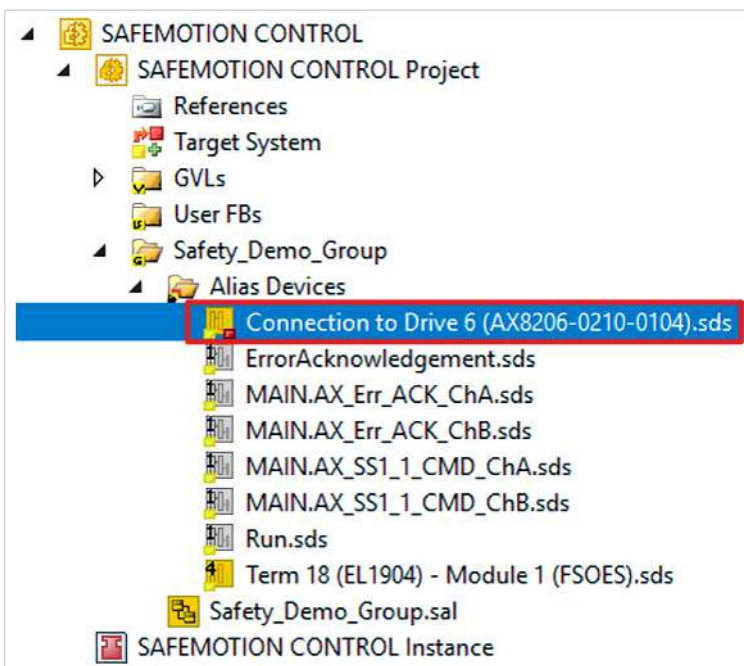 SAFEMOTION CONTROL
SAFEMOTION CONTROL Project
References
Target System
GVLs
User FBs
Safety_Demo_Group
Alias Devices
Connection to Drive 6 (AX8206-0210-0104).sds
ErrorAcknowledgement.sds
MAIN.AX_Err_ACK_ChA.sds
MAIN.AX_Err_ACK_ChB.sds
MAIN.AX_SS1_1_CMD_ChA.sds
MAIN.AX_SS1_1_CMD_ChB.sds
Run.sds
Term 18 (EL1904) - Module 1 (FSOES).sds
Safety_Demo_Group.sal
SAFEMOTION CONTROL Instance